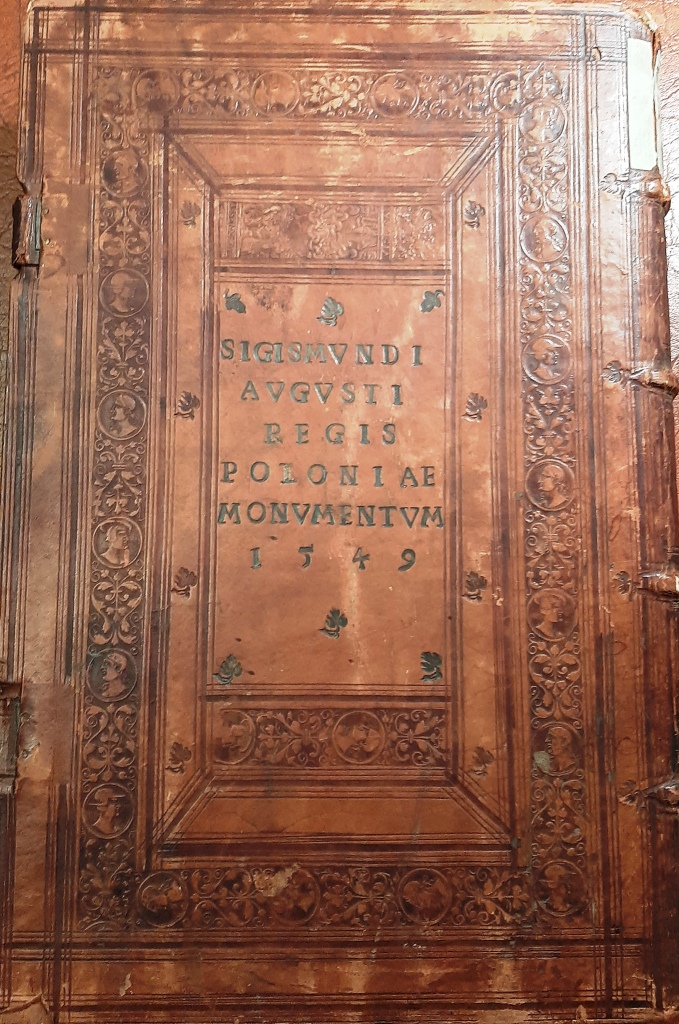 SIGISMVNDI
AVGVSTI
REGIS
POLONIAE
MONVMENTVM
1549